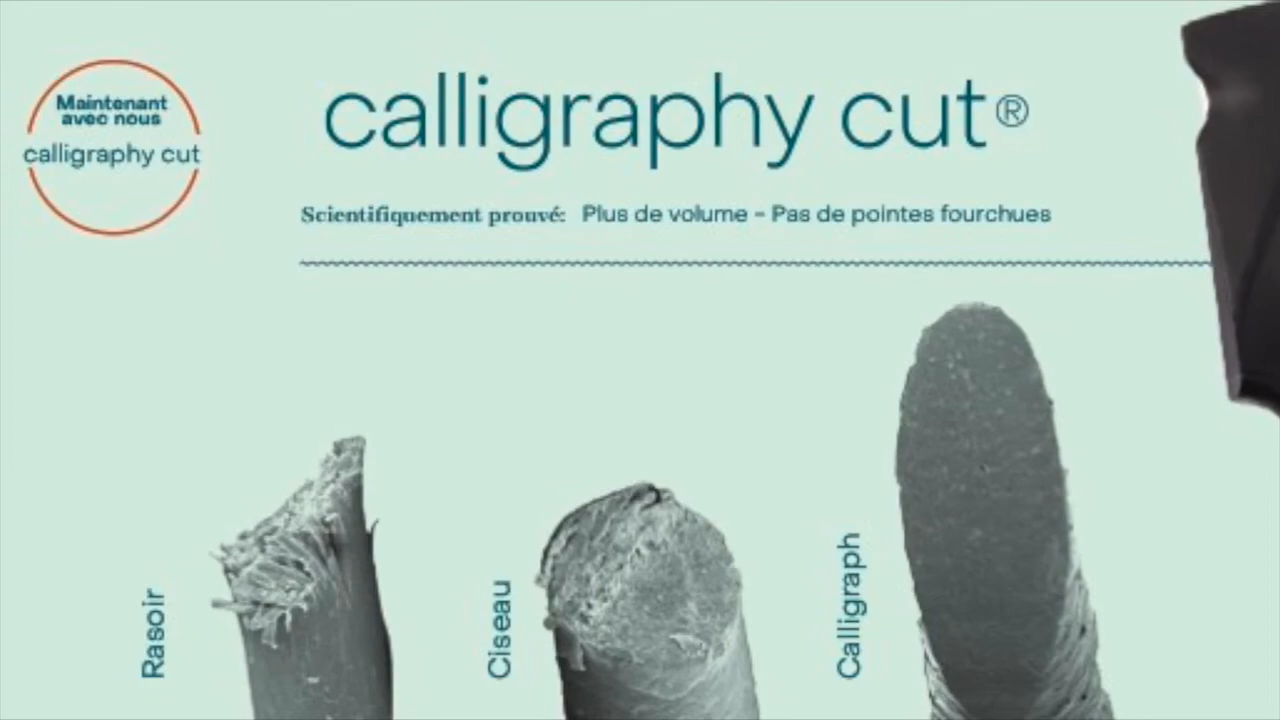 Maintenant
avec nous
calligraphy cut
calligraphy cut®
Scientifiquement prouvé: Plus de volume - Pas de pointes fourchues
Rasoir
Ciseau
Calligraph